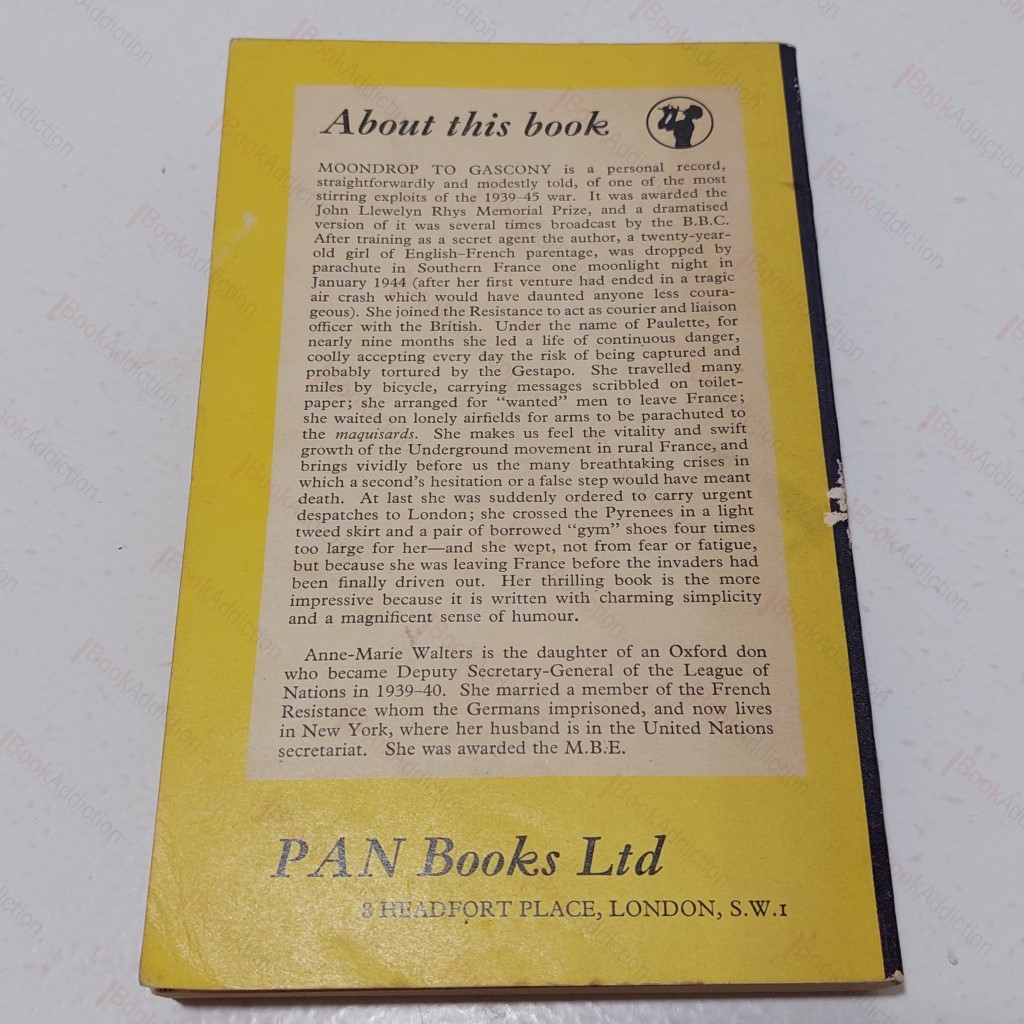 About this book
MOONDROP TO GASCONY is a personal record,
straightforwardly and modestly told, of one of the most
stirring exploits of the 1939–45 war. It was awarded the
John Llewelyn Rhys Memorial Prize, and a dramatised
version of it was several times broadcast by the B.B.C.
After training as a secret agent the author, a twenty-year-
old girl of English–French parentage, was dropped by
parachute in Southern France one moonlight night in
January 1944 (after her first venture had ended in a tragic
air crash which would have daunted anyone less coura-
geous). She joined the Resistance to act as courier and liaison
officer with the British. Under the name of Paulette, for
nearly nine months she led a life of continuous danger,
coolly accepting every day the risk of being captured and
probably tortured by the Gestapo. She travelled many
miles by bicycle, carrying messages scribbled on toilet-
paper; she arranged for "wanted" men to leave France;
she waited on lonely airfields for arms to be parachuted to
the maquisards. She makes us feel the vitality and swift
growth of the Underground movement in rural France, and
brings vividly before us the many breathtaking crises in
which a second's hesitation or a false step would have meant
death. At last she was suddenly ordered to carry urgent
despatches to London; she crossed the Pyrenees in a light
tweed skirt and a pair of borrowed "gym" shoes four times
too large for her—and she wept, not from fear or fatigue,
but because she was leaving France before the invaders had
been finally driven out. Her thrilling book is the more
impressive because it is written with charming simplicity
and a magnificent sense of humour.
Anne-Marie Walters is the daughter of an Oxford don
who became Deputy Secretary-General of the League of
Nations in 1939–40. She married a member of the French
Resistance whom the Germans imprisoned, and now lives
in New York, where her husband is in the United Nations
secretariat. She was awarded the M.B.E.
PAN Books Ltd
8 HEADFORT PLACE, LONDON, S.W.1
BookAddiction